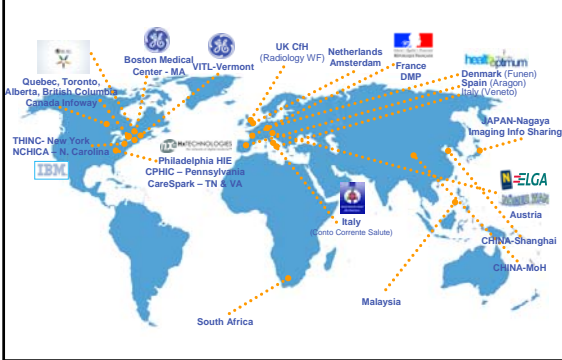 Boston Medical
Center - MA
VITL-Vermont
UK CfH
(Radiology WF)
Netherlands
Amsterdam
France
DMP
health optimum
Denmark (Funen)
Spain (Aragon)
Italy (Veneto)
Quebec, Toronto,
Alberta, British Columbia
Canada Infoway
THINC- New York
NCHICA – N. Carolina
IBM
TECHNOLOGIES
Philadelphia HIE
CPHIC – Pennsylvania
CareSpark – TN & VA
JAPAN-Nagaya
Imaging Info Sharing
ELGA
Austria
Italy
(Conto Corrente Salute)
CHINA-Shanghai
CHINA-MoH
Malaysia
South Africa